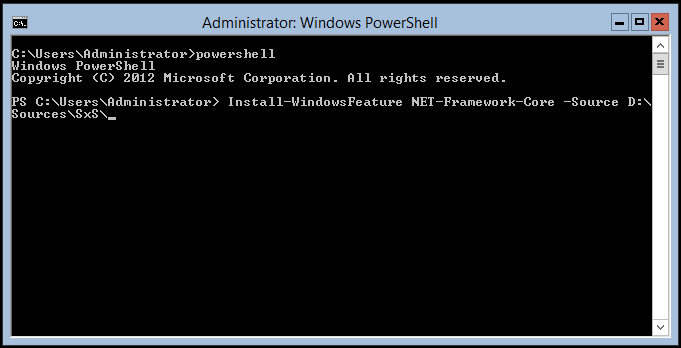 Administrator: Windows PowerShell
C:\Users\Administrator>powershell
Windows PowerShell
Copyright (C) 2012 Microsoft Corporation. All rights reserved.
PS C:\Users\Administrator> Install-WindowsFeature NET-Framework-Core -Source D:\
Sources\SxS\_